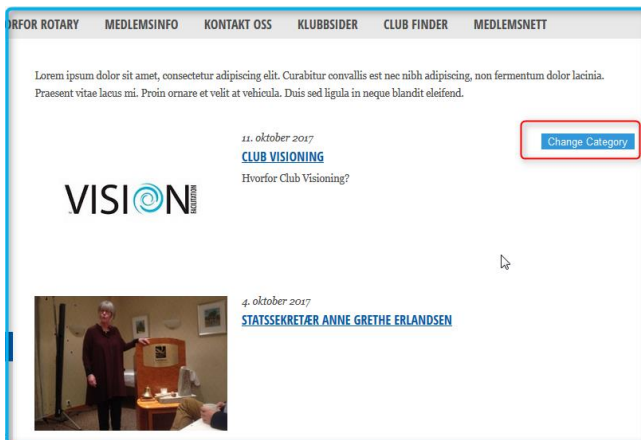 ORFOR ROTARY MEDLEMSINFO KONTAKT OSS KLUBBSIDER CLUB FINDER MEDLEMSNETT
Lorem ipsum dolor sit amet, consectetur adipiscing elit. Curabitur convallis est nec nibh adipiscing, non fermentum dolor lacinia.
Praesent vitae lacus mi. Proin ornare et velit at vehicula. Duis sed ligula in neque blandit eleifend.
11. oktober 2017
Change Category
CLUB VISIONING
Hvorfor Club Visioning?
VISION
FACILITATION
4. oktober 2017
STATSSEKRETÆR ANNE GRETHE ERLANDSEN